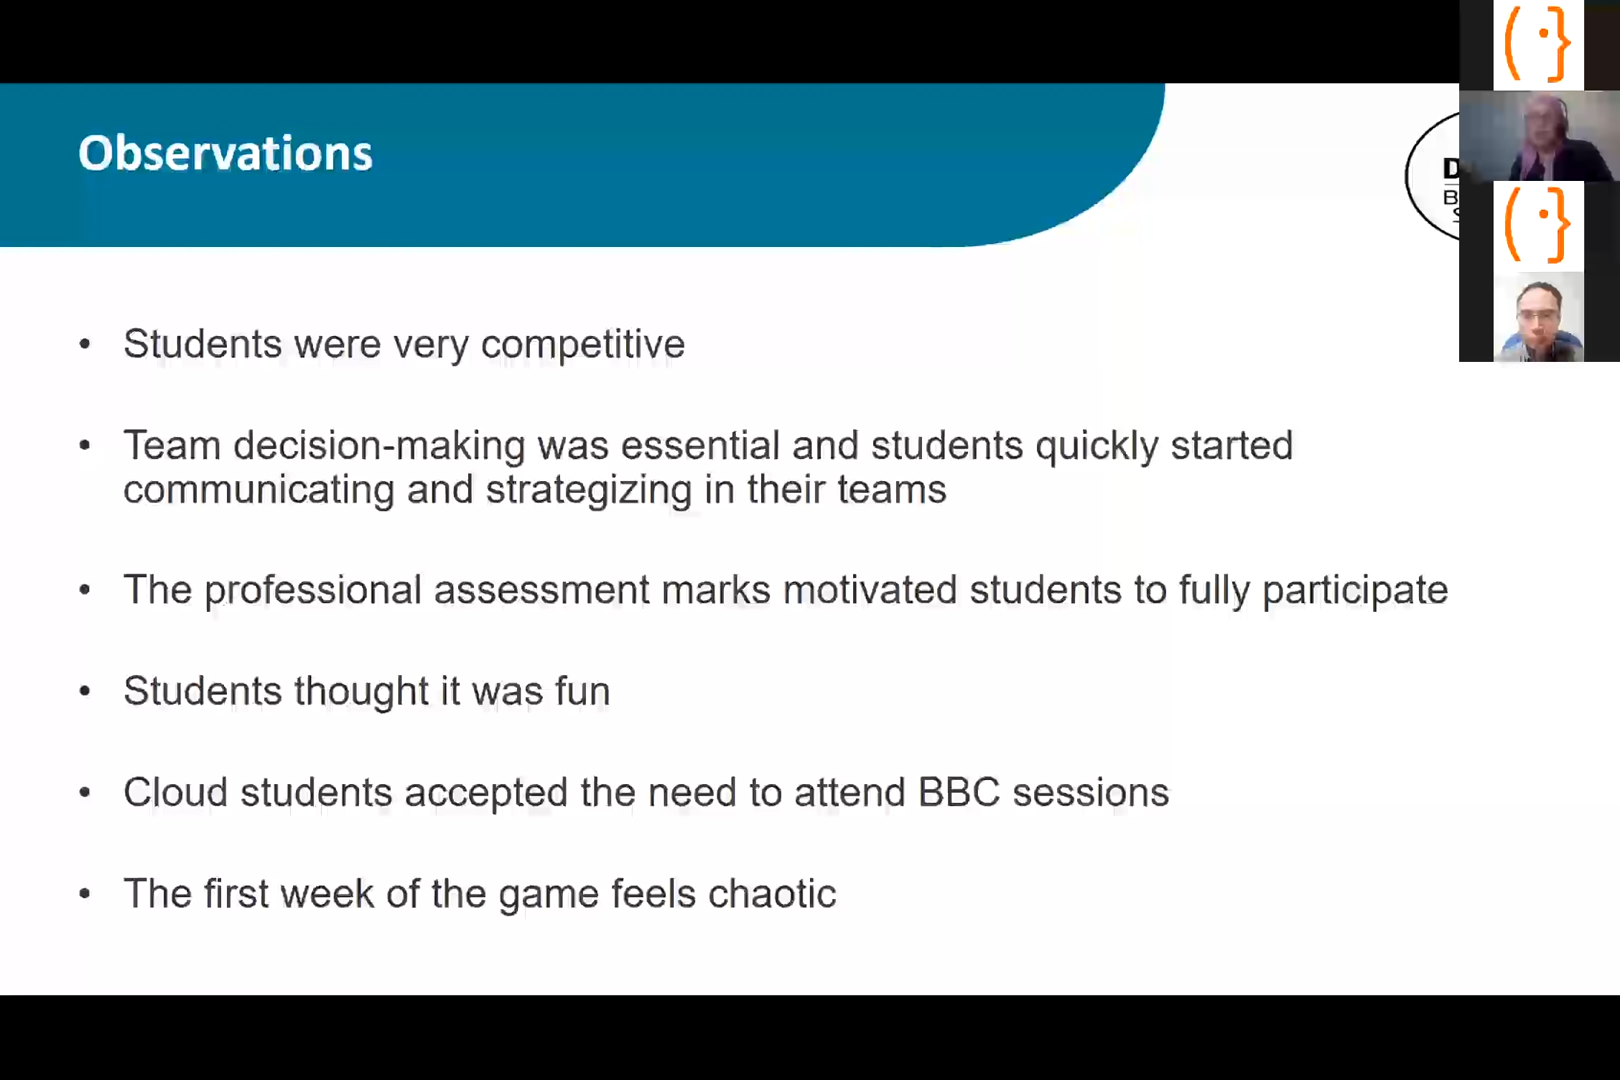 Observations
• Students were very competitive
• Team decision-making was essential and students quickly started
communicating and strategizing in their teams
• The professional assessment marks motivated students to fully participate
• Students thought it was fun
• Cloud students accepted the need to attend BBC sessions
• The first week of the game feels chaotic